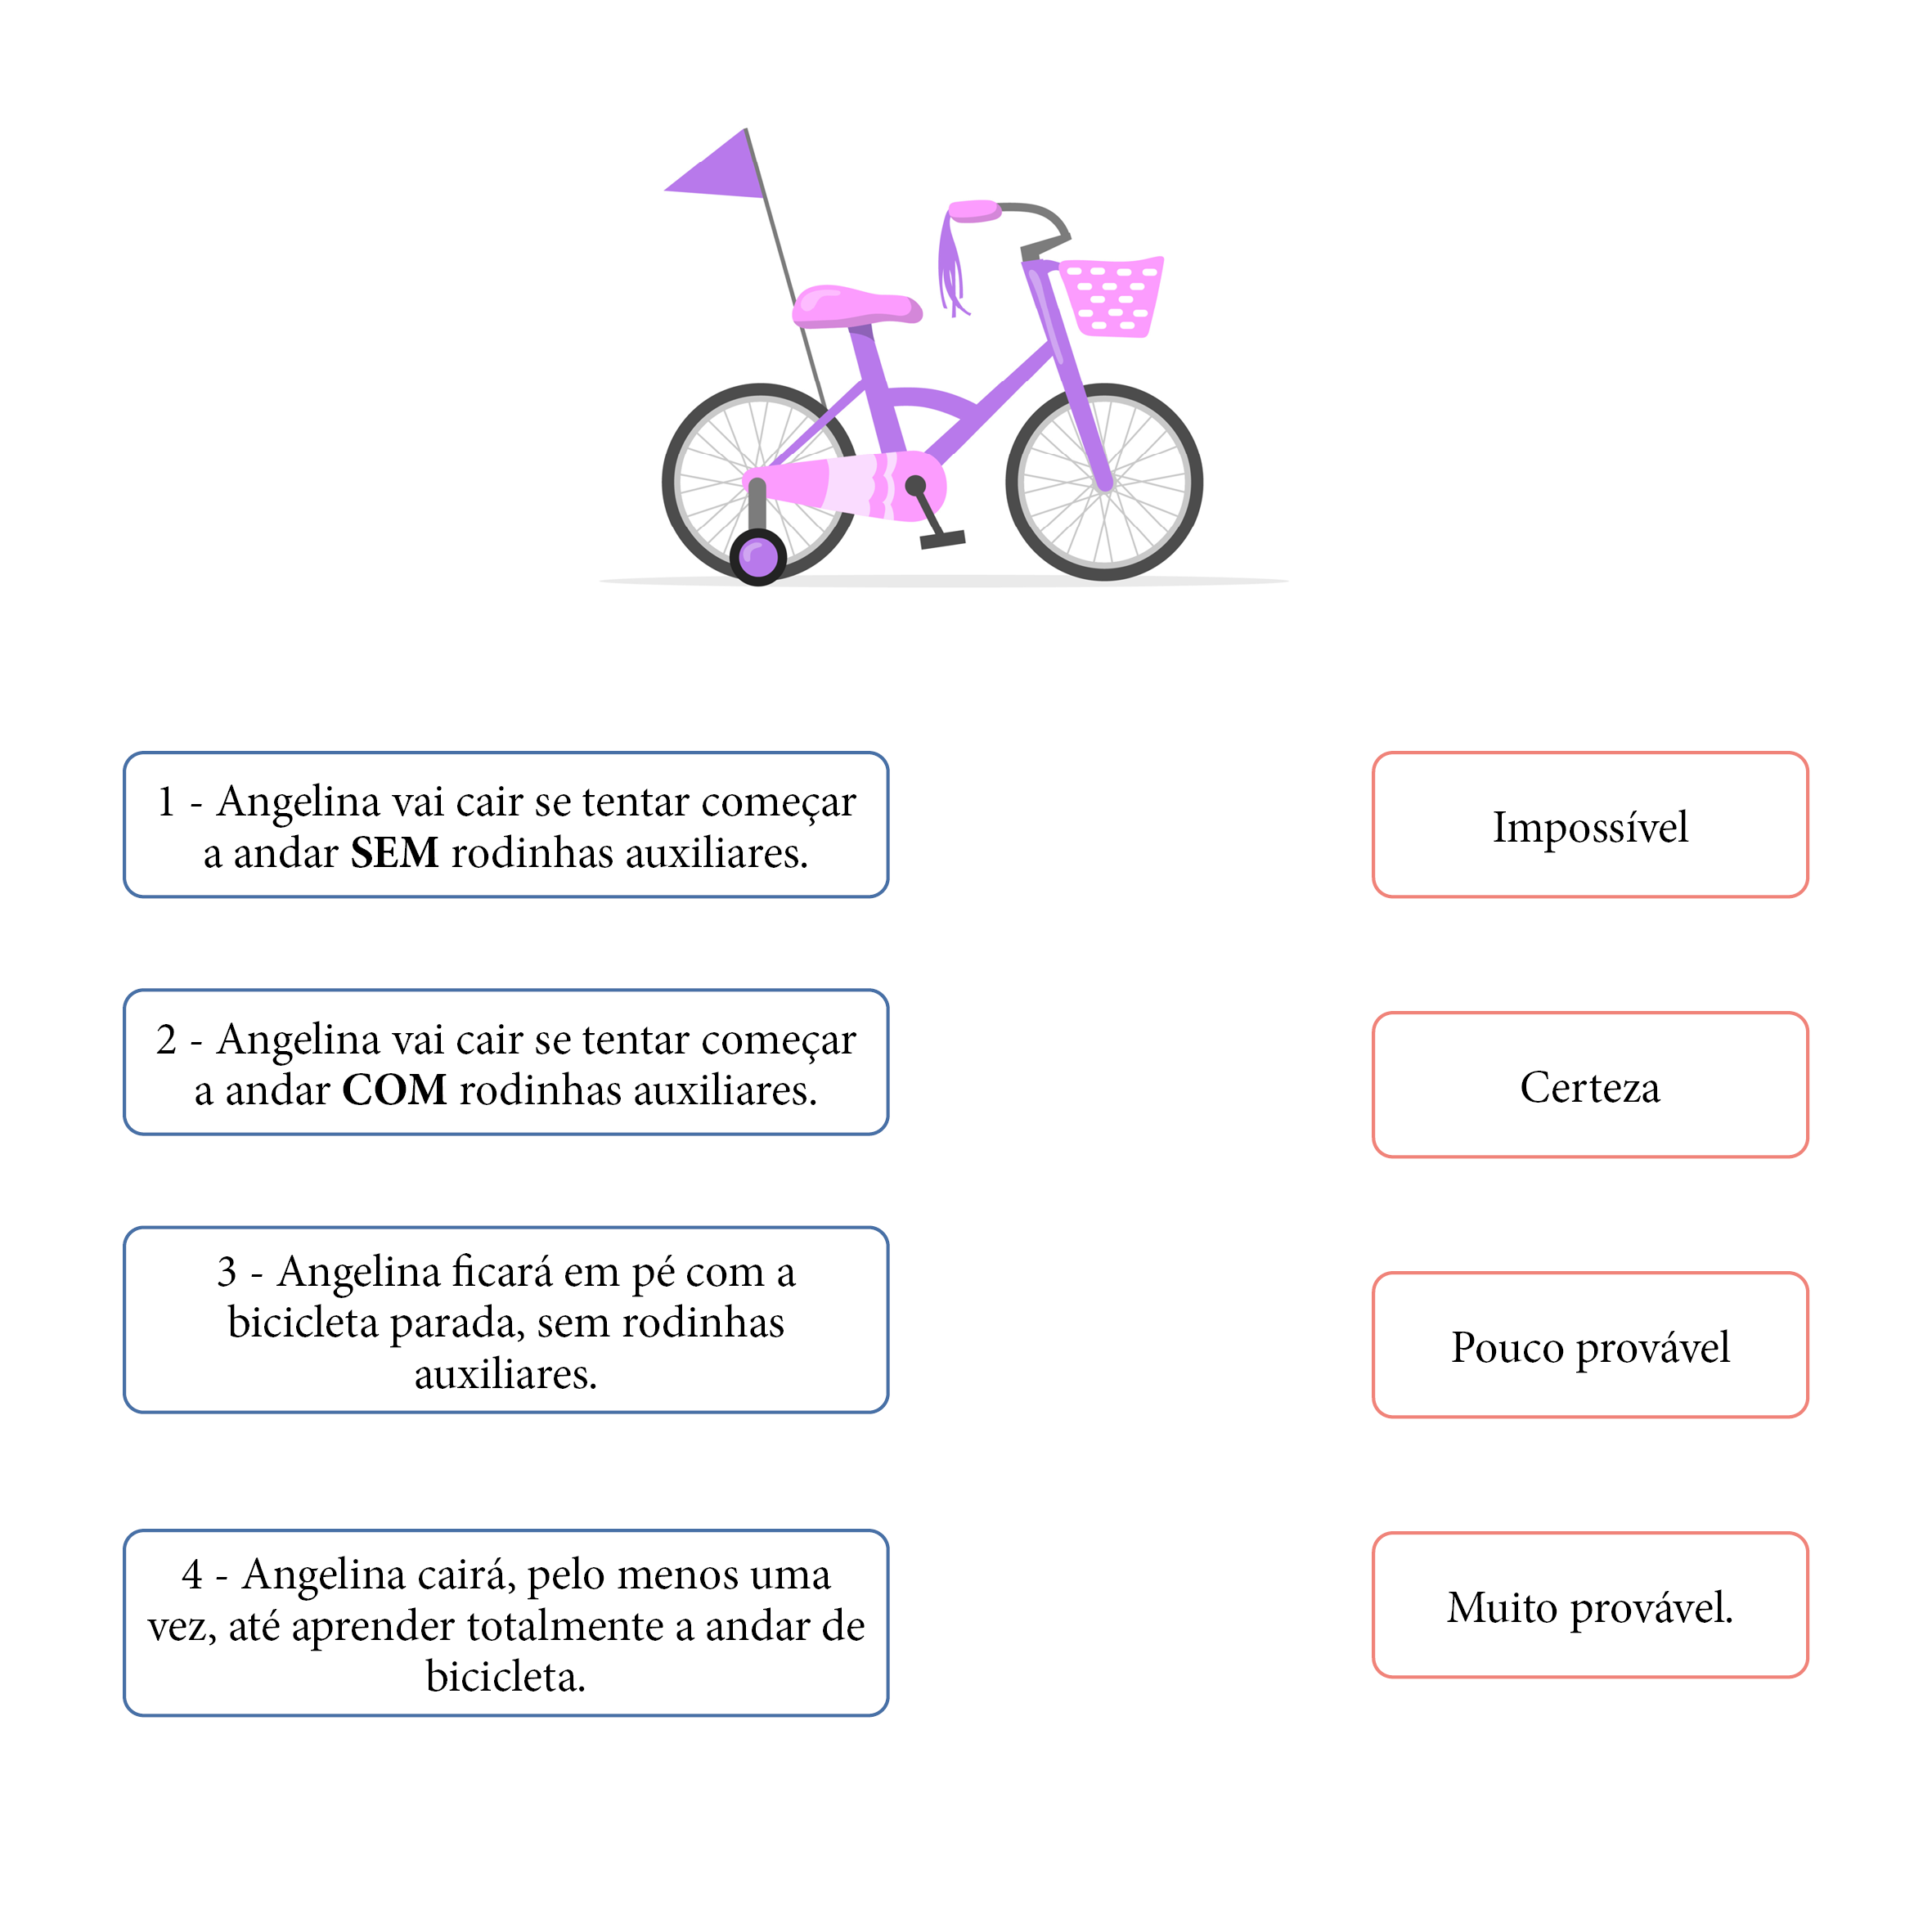 1 - Angelina vai cair se tentar começar
a andar SEM rodinhas auxiliares.
Impossível
2 - Angelina vai cair se tentar começar
a andar COM rodinhas auxiliares.
Certeza
3 - Angelina ficará em pé com a
bicicleta parada, sem rodinhas
auxiliares.
Pouco provável
4 - Angelina cairá, pelo menos uma
vez, até aprender totalmente a andar de
bicicleta.
Muito provável.